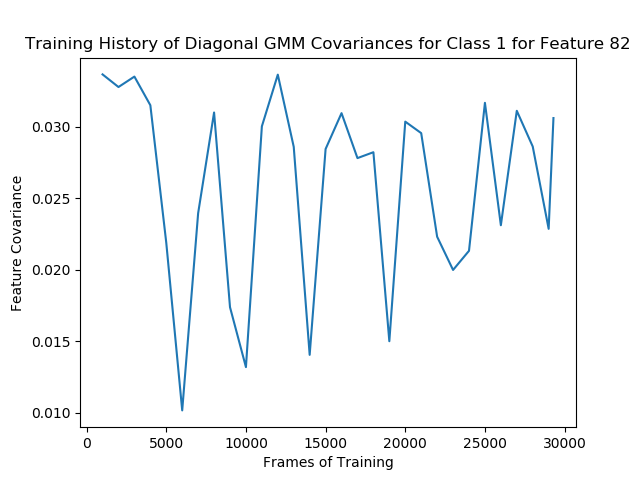 Training History of Diagonal GMM Covariances for Class 1 for Feature 82
0.030
0.025
0.020
0.015
0.010
Feature Covariance
0 5000 10000 15000 20000 25000 30000
Frames of Training